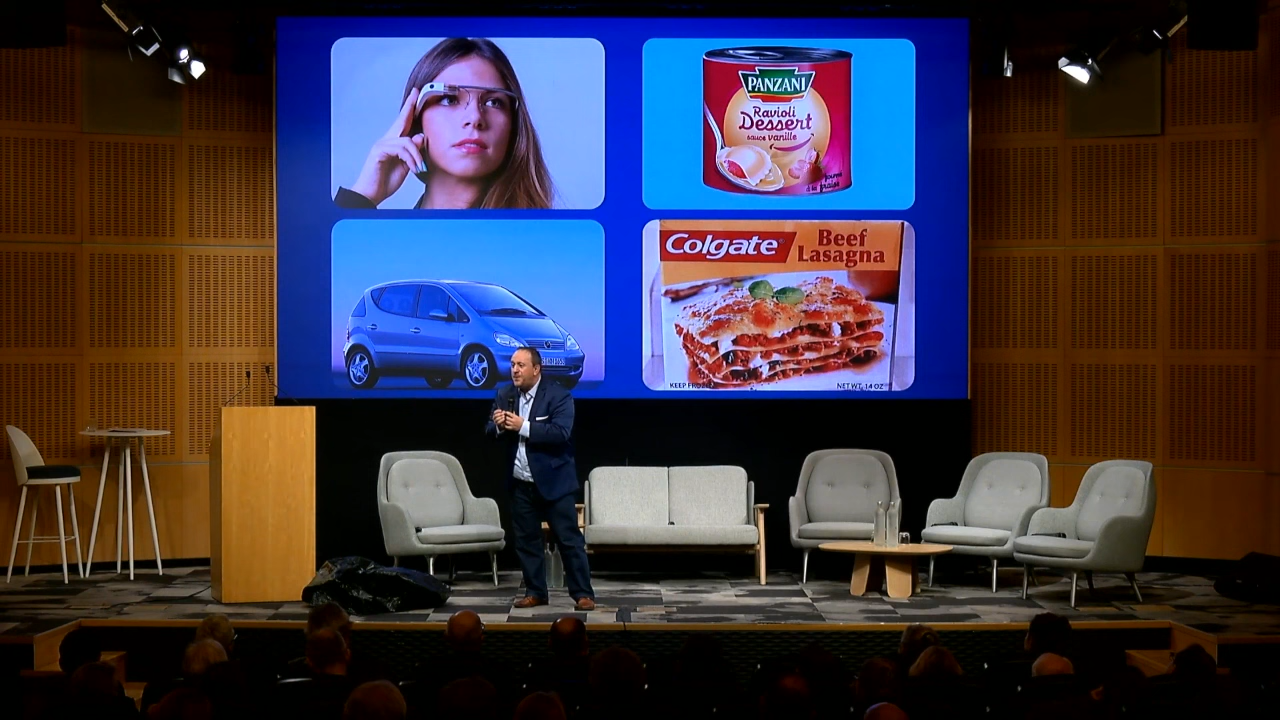 PANZANI
Ravioli
Dessert
sauce vanille
Colgate
Beef
Lasagna
KEEP FROZEN
NET WT. 14 OZ